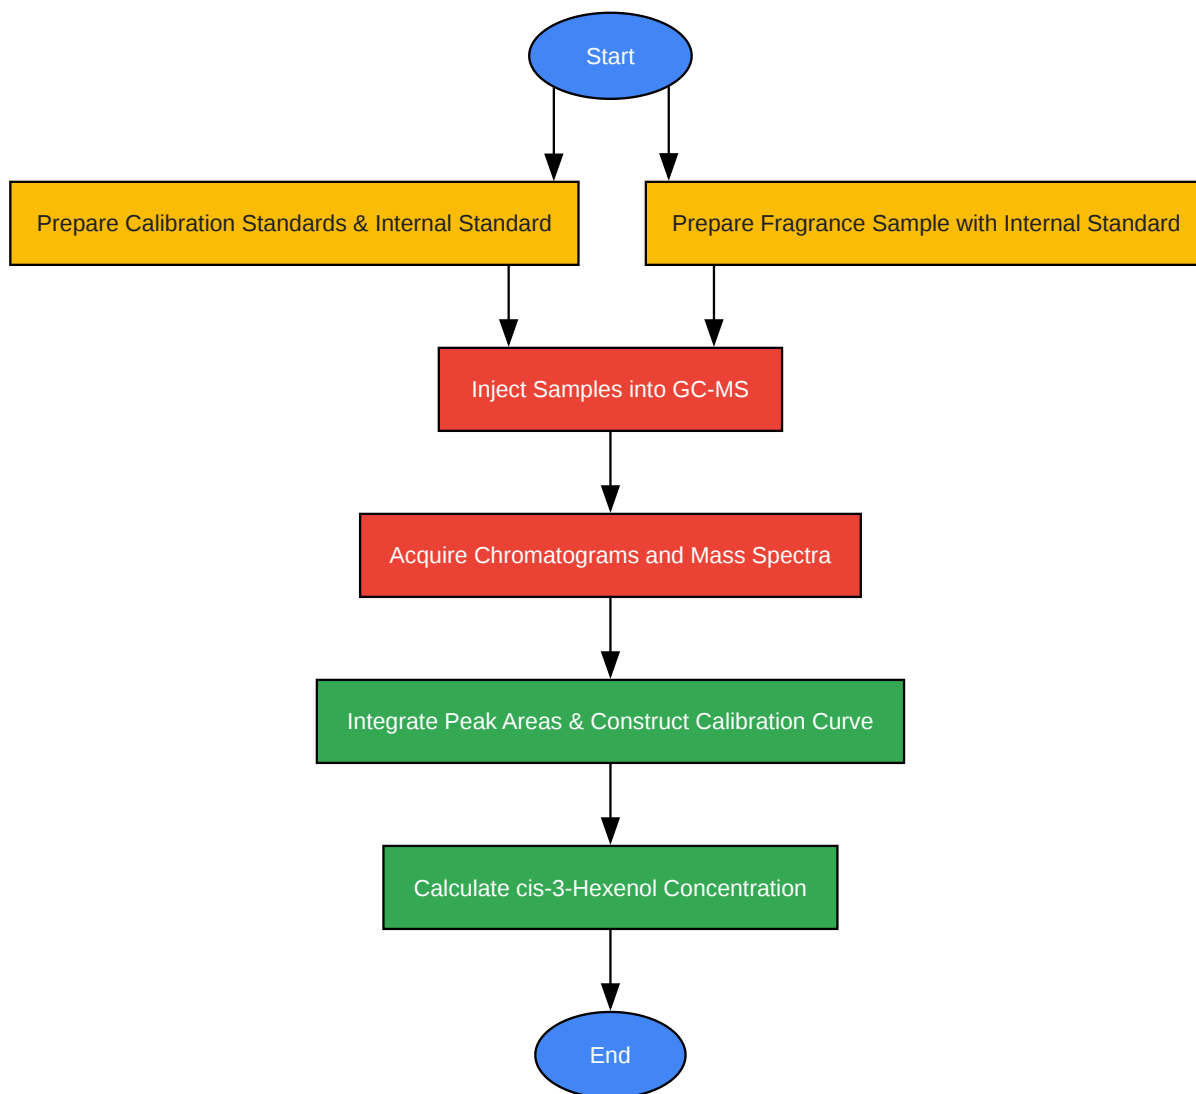 Start
Prepare Calibration Standards & Internal Standard
Prepare Fragrance Sample with Internal Standard
Inject Samples into GC-MS
Acquire Chromatograms and Mass Spectra
Integrate Peak Areas & Construct Calibration Curve
Calculate cis-3-Hexenol Concentration
End